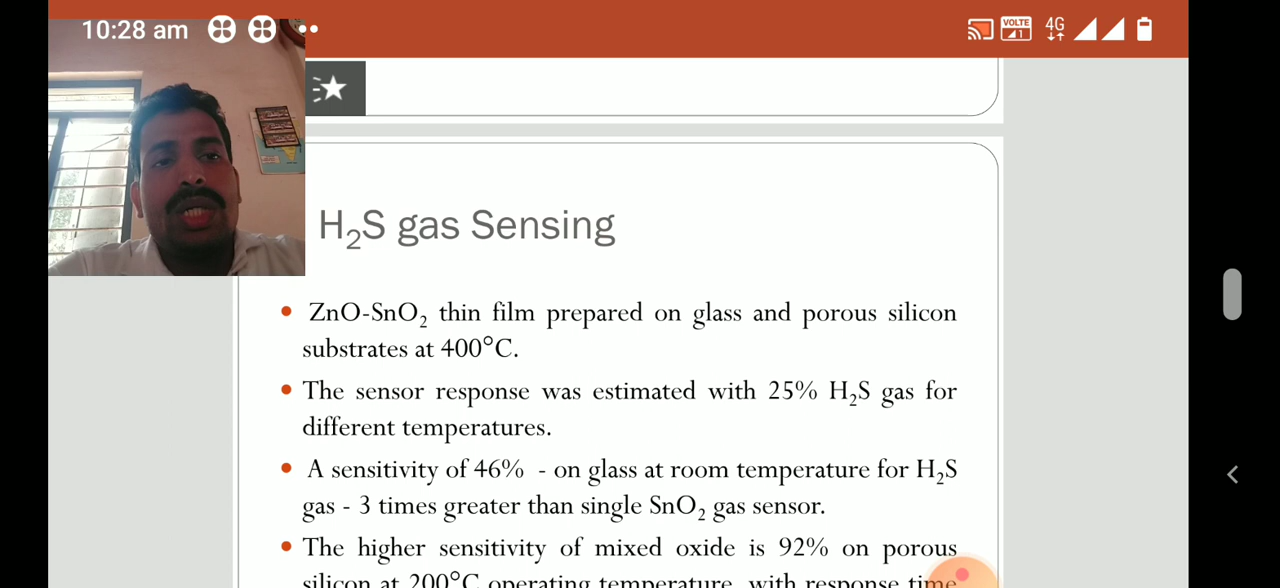 10:28 am
VOLTE
1
4G
H₂S gas Sensing
• ZnO-SnO₂ thin film prepared on glass and porous silicon
substrates at 400°C.
• The sensor response was estimated with 25% H₂S gas for
different temperatures.
• A sensitivity of 46% - on glass at room temperature for H₂S
gas - 3 times greater than single SnO₂ gas sensor.
• The higher sensitivity of mixed oxide is 92% on porous
silicon at 200°C operating temperature, with response time